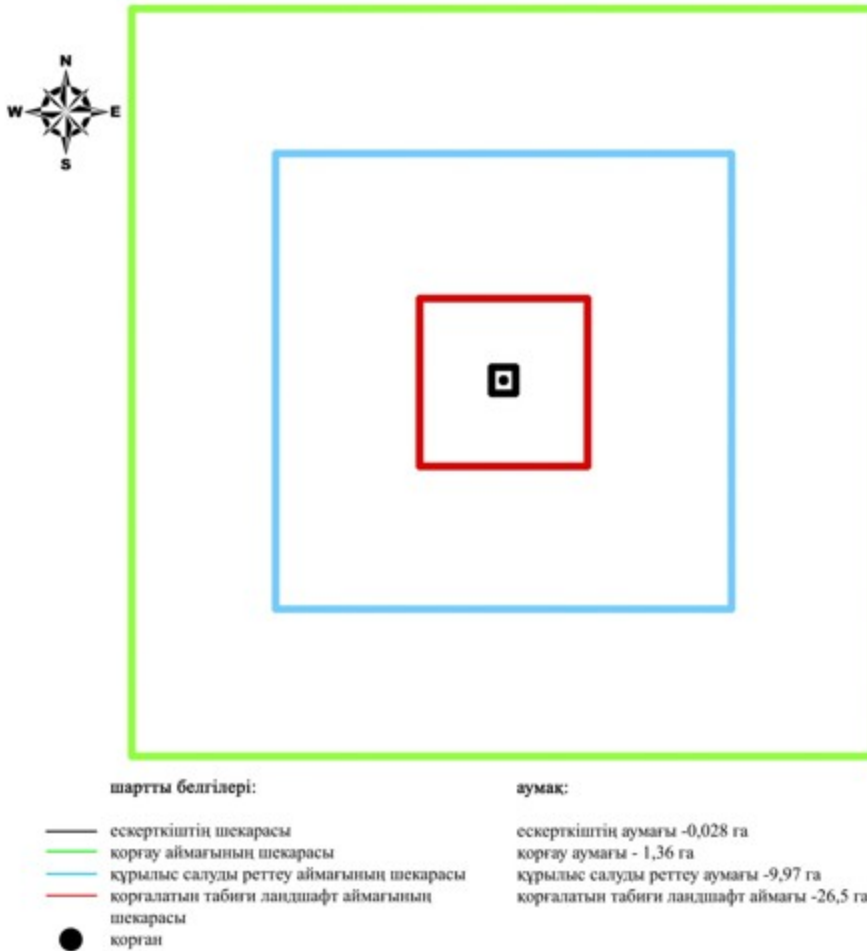 N
W E
S
шартты белгілері:
ескерткіштің шекарасы
қорғау аймағының шекарасы
құрылыс салуды реттеу аймағының шекарасы
қорғалатын табиғи ландшафт аймағының
шекарасы
қорған
аумақ:
ескерткіштің аумағы -0,028 га
қорғау аумағы - 1,36 га
құрылыс салуды реттеу аумағы -9,97 га
қорғалатын табиғи ландшафт аймағы -26,5 га